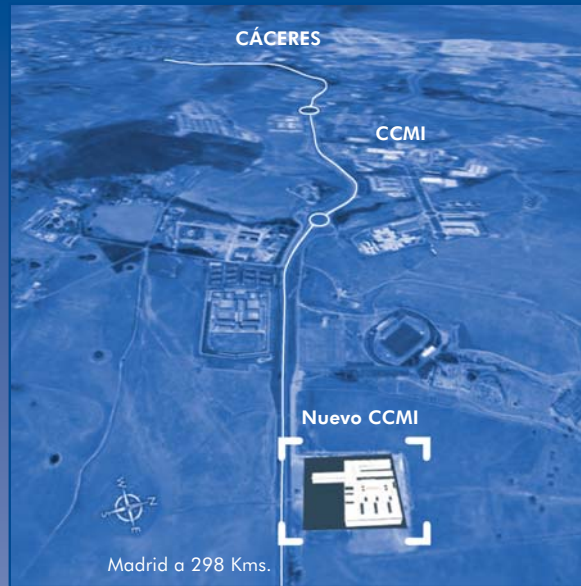 CÁCERES
CCMI
Nuevo CCMI
W
N
S
E
Madrid a 298 Kms.